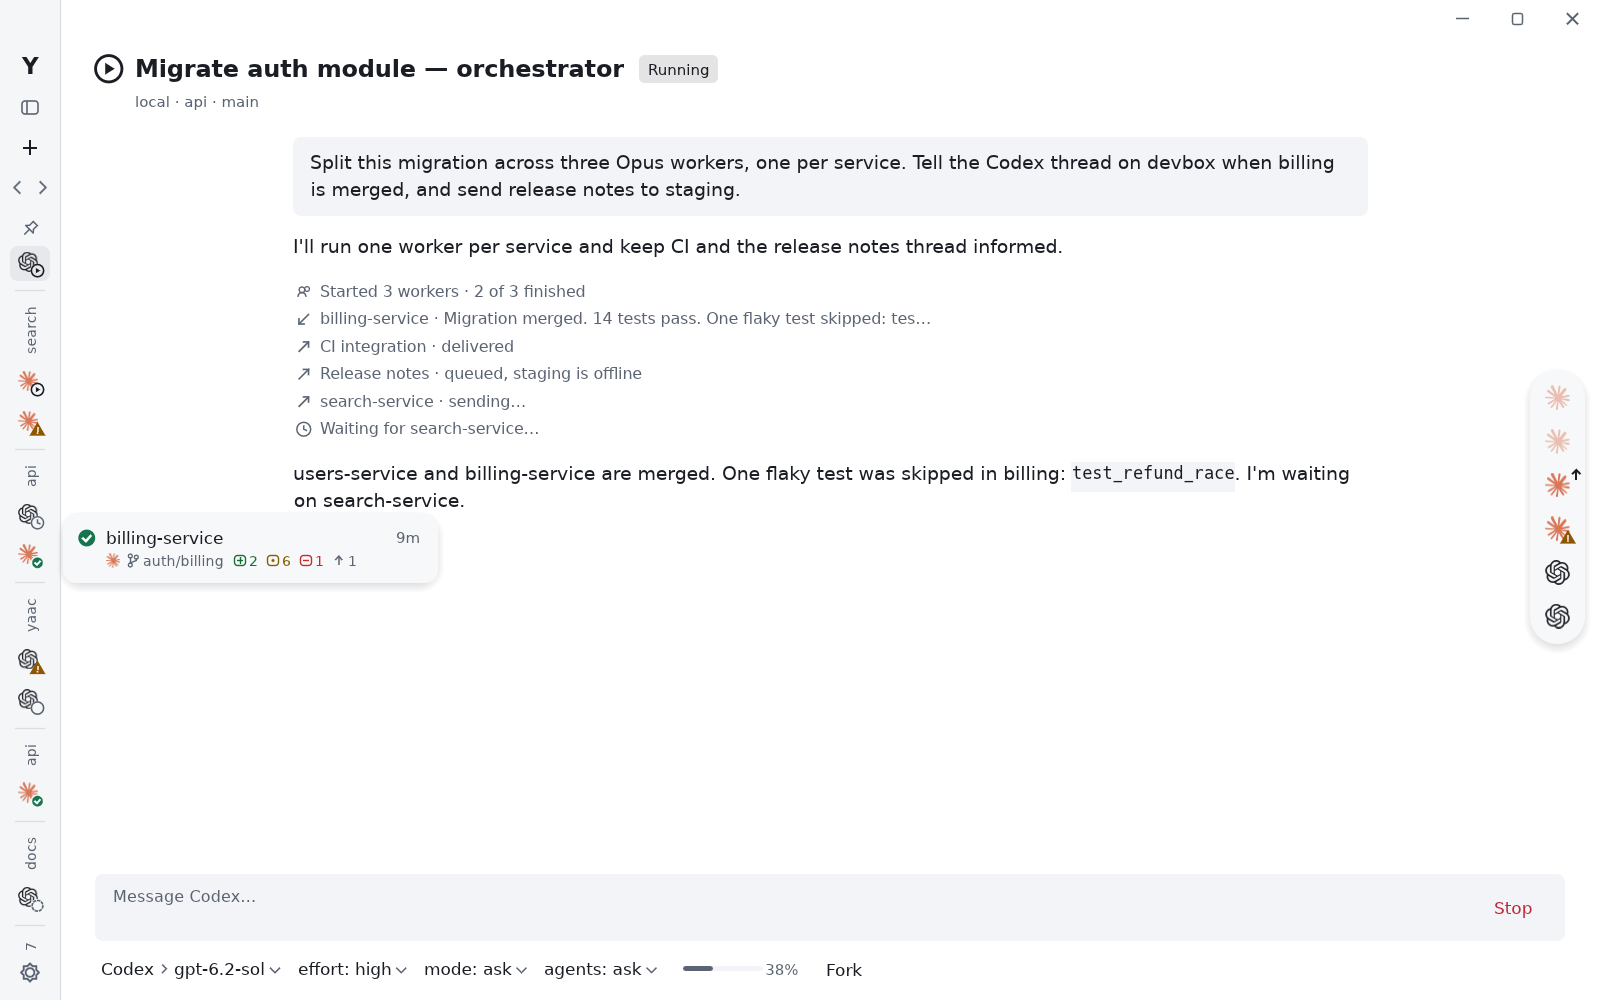 Y
Migrate auth module — orchestrator
Running
local · api · main
Split this migration across three Opus workers, one per service. Tell the Codex thread on devbox when billing
is merged, and send release notes to staging.
I'll run one worker per service and keep CI and the release notes thread informed.
Started 3 workers · 2 of 3 finished
billing-service · Migration merged. 14 tests pass. One flaky test skipped: tes…
CI integration · delivered
Release notes · queued, staging is offline
search-service · sending…
Waiting for search-service…
users-service and billing-service are merged. One flaky test was skipped in billing: test_refund_race. I'm waiting
on search-service.
search
api
billing-service 9m
auth/billing 2 6 1 1
yaac
api
docs
7
Message Codex…
Stop
Codex gpt-6.2-sol effort: high mode: ask agents: ask 38% Fork